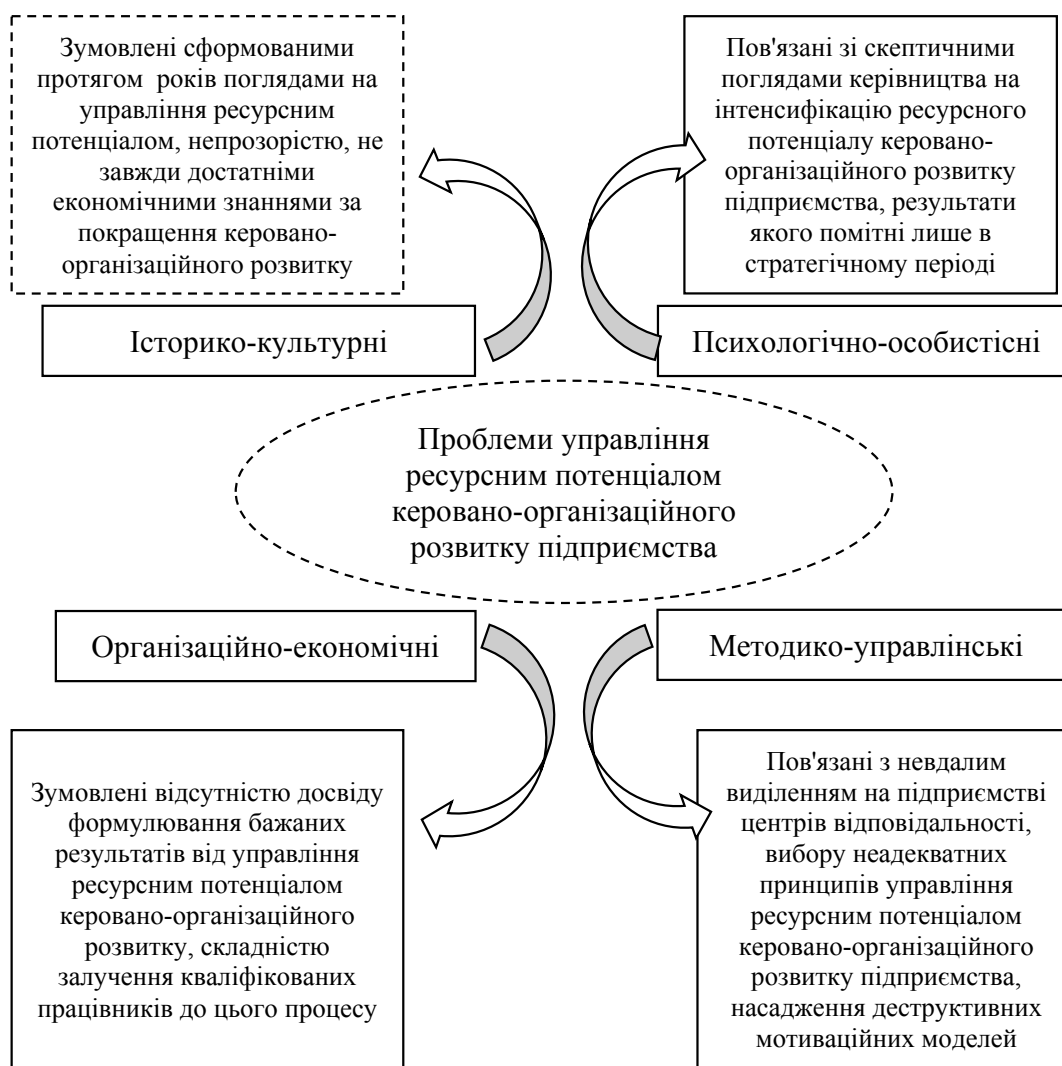 Зумовлені сформованими
протягом років поглядами на
управління ресурсним
потенціалом, непрозорістю, не
завжди достатніми
економічними знаннями за
покращення керовано-
організаційного розвитку
Пов'язані зі скептичними
поглядами керівництва на
інтенсифікацію ресурсного
потенціалу керовано-
організаційного розвитку
підприємства, результати
якого помітні лише в
стратегічному періоді
Історико-культурні
Психологічно-особистісні
Проблеми управління
ресурсним потенціалом
керовано-організаційного
розвитку підприємства
Організаційно-економічні
Методико-управлінські
Зумовлені відсутністю досвіду
формулювання бажаних
результатів від управління
ресурсним потенціалом
керовано-організаційного
розвитку, складністю
залучення кваліфікованих
працівників до цього процесу
Пов'язані з невдалим
виділенням на підприємстві
центрів відповідальності,
вибору неадекватних
принципів управління
ресурсним потенціалом
керовано-організаційного
розвитку підприємства,
насадження деструктивних
мотиваційних моделей